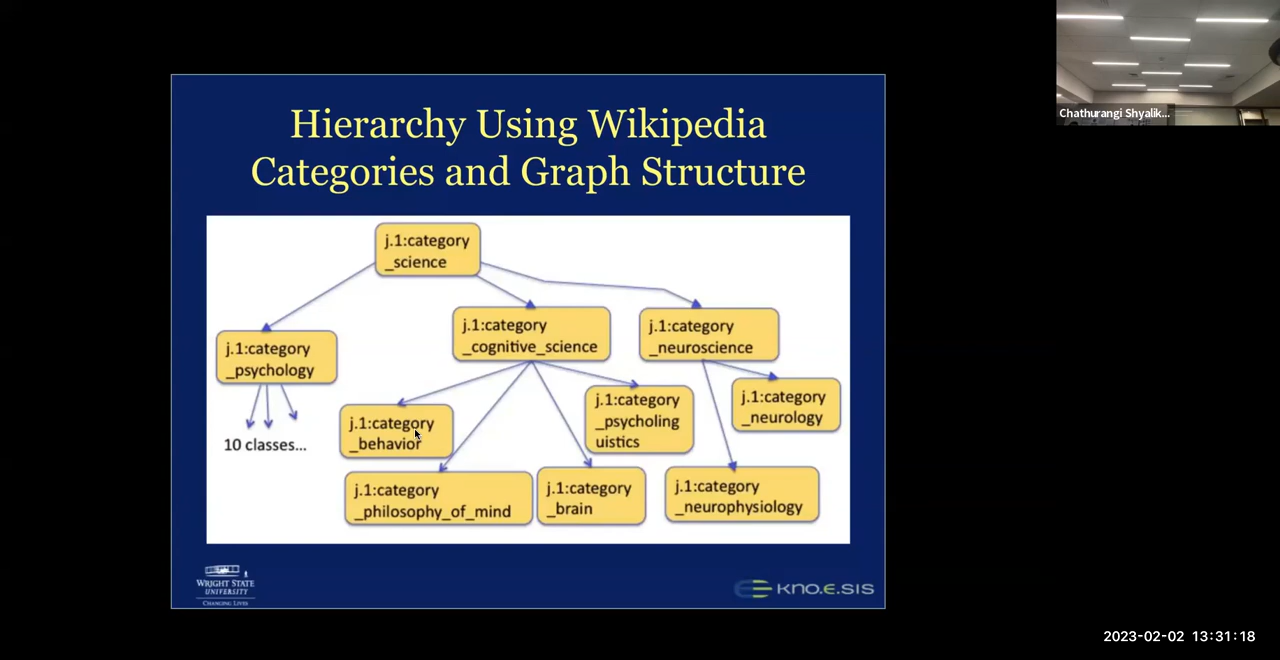 Chathurangi Shyalik...
Hierarchy Using Wikipedia
Categories and Graph Structure
j.1:category
_science
j.1:category
_cognitive_science
j.1:category
_neuroscience
j.1:category
_psychology
10 classes...
j.1:category
_behavior
j.1:category
_psycholing
uistics
j.1:category
_neurology
j.1:category
_philosophy_of_mind
j.1:category
_brain
j.1:category
_neurophysiology
WRIGHT STATE
UNIVERSITY
CHANGING LIVES
kno.e.sis
2023-02-02 13:31:18